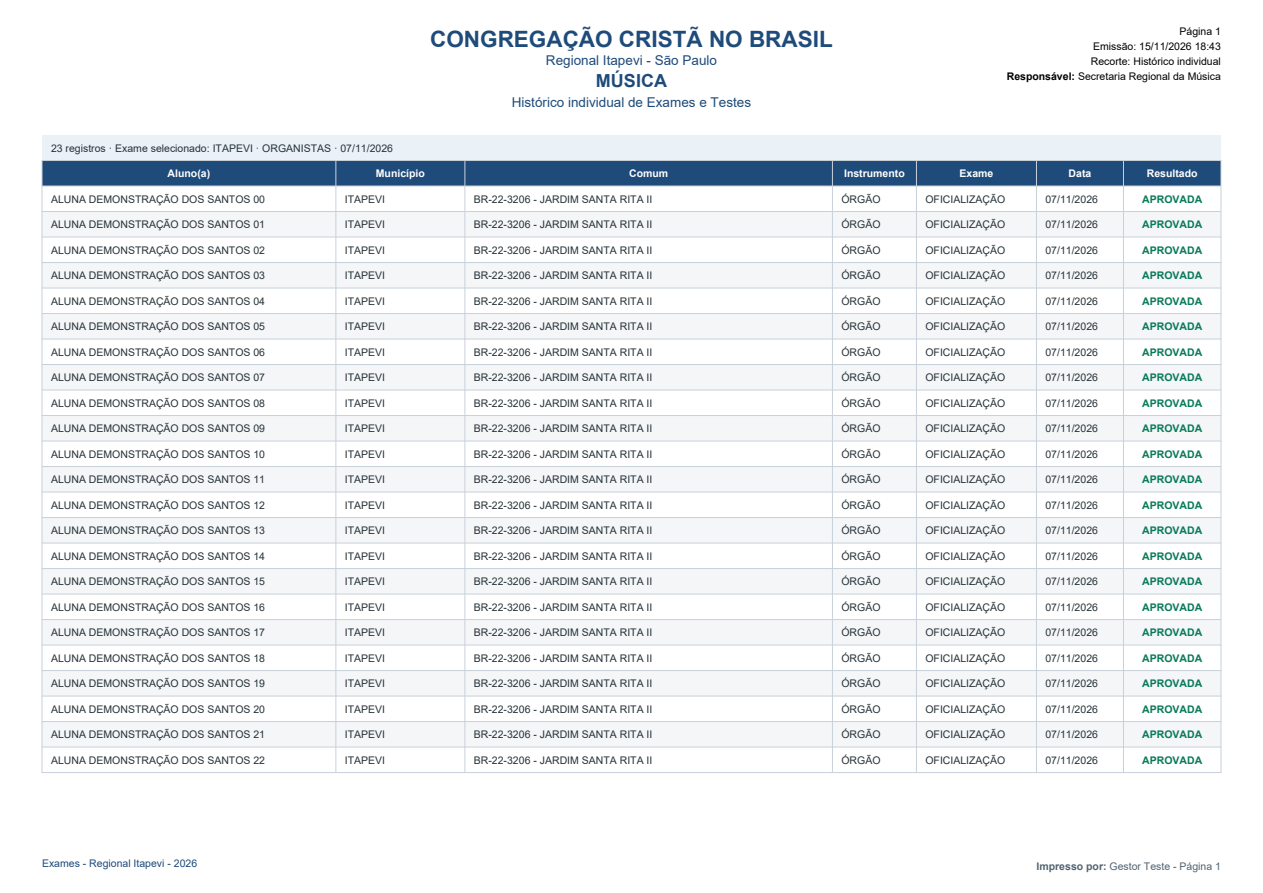 CONGREGAÇÃO CRISTÃ NO BRASIL
Regional Itapevi - São Paulo
MÚSICA
Histórico individual de Exames e Testes
Página 1
Emissão: 15/11/2026 18:43
Recorte: Histórico individual
Responsável: Secretaria Regional da Música
23 registros · Exame selecionado: ITAPEVI · ORGANISTAS · 07/11/2026
Aluno(a) Município Comum Instrumento Exame Data Resultado
ALUNA DEMONSTRAÇÃO DOS SANTOS 00 ITAPEVI BR-22-3206 - JARDIM SANTA RITA II ÓRGÃO OFICIALIZAÇÃO 07/11/2026 APROVADA
ALUNA DEMONSTRAÇÃO DOS SANTOS 01 ITAPEVI BR-22-3206 - JARDIM SANTA RITA II ÓRGÃO OFICIALIZAÇÃO 07/11/2026 APROVADA
ALUNA DEMONSTRAÇÃO DOS SANTOS 02 ITAPEVI BR-22-3206 - JARDIM SANTA RITA II ÓRGÃO OFICIALIZAÇÃO 07/11/2026 APROVADA
ALUNA DEMONSTRAÇÃO DOS SANTOS 03 ITAPEVI BR-22-3206 - JARDIM SANTA RITA II ÓRGÃO OFICIALIZAÇÃO 07/11/2026 APROVADA
ALUNA DEMONSTRAÇÃO DOS SANTOS 04 ITAPEVI BR-22-3206 - JARDIM SANTA RITA II ÓRGÃO OFICIALIZAÇÃO 07/11/2026 APROVADA
ALUNA DEMONSTRAÇÃO DOS SANTOS 05 ITAPEVI BR-22-3206 - JARDIM SANTA RITA II ÓRGÃO OFICIALIZAÇÃO 07/11/2026 APROVADA
ALUNA DEMONSTRAÇÃO DOS SANTOS 06 ITAPEVI BR-22-3206 - JARDIM SANTA RITA II ÓRGÃO OFICIALIZAÇÃO 07/11/2026 APROVADA
ALUNA DEMONSTRAÇÃO DOS SANTOS 07 ITAPEVI BR-22-3206 - JARDIM SANTA RITA II ÓRGÃO OFICIALIZAÇÃO 07/11/2026 APROVADA
ALUNA DEMONSTRAÇÃO DOS SANTOS 08 ITAPEVI BR-22-3206 - JARDIM SANTA RITA II ÓRGÃO OFICIALIZAÇÃO 07/11/2026 APROVADA
ALUNA DEMONSTRAÇÃO DOS SANTOS 09 ITAPEVI BR-22-3206 - JARDIM SANTA RITA II ÓRGÃO OFICIALIZAÇÃO 07/11/2026 APROVADA
ALUNA DEMONSTRAÇÃO DOS SANTOS 10 ITAPEVI BR-22-3206 - JARDIM SANTA RITA II ÓRGÃO OFICIALIZAÇÃO 07/11/2026 APROVADA
ALUNA DEMONSTRAÇÃO DOS SANTOS 11 ITAPEVI BR-22-3206 - JARDIM SANTA RITA II ÓRGÃO OFICIALIZAÇÃO 07/11/2026 APROVADA
ALUNA DEMONSTRAÇÃO DOS SANTOS 12 ITAPEVI BR-22-3206 - JARDIM SANTA RITA II ÓRGÃO OFICIALIZAÇÃO 07/11/2026 APROVADA
ALUNA DEMONSTRAÇÃO DOS SANTOS 13 ITAPEVI BR-22-3206 - JARDIM SANTA RITA II ÓRGÃO OFICIALIZAÇÃO 07/11/2026 APROVADA
ALUNA DEMONSTRAÇÃO DOS SANTOS 14 ITAPEVI BR-22-3206 - JARDIM SANTA RITA II ÓRGÃO OFICIALIZAÇÃO 07/11/2026 APROVADA
ALUNA DEMONSTRAÇÃO DOS SANTOS 15 ITAPEVI BR-22-3206 - JARDIM SANTA RITA II ÓRGÃO OFICIALIZAÇÃO 07/11/2026 APROVADA
ALUNA DEMONSTRAÇÃO DOS SANTOS 16 ITAPEVI BR-22-3206 - JARDIM SANTA RITA II ÓRGÃO OFICIALIZAÇÃO 07/11/2026 APROVADA
ALUNA DEMONSTRAÇÃO DOS SANTOS 17 ITAPEVI BR-22-3206 - JARDIM SANTA RITA II ÓRGÃO OFICIALIZAÇÃO 07/11/2026 APROVADA
ALUNA DEMONSTRAÇÃO DOS SANTOS 18 ITAPEVI BR-22-3206 - JARDIM SANTA RITA II ÓRGÃO OFICIALIZAÇÃO 07/11/2026 APROVADA
ALUNA DEMONSTRAÇÃO DOS SANTOS 19 ITAPEVI BR-22-3206 - JARDIM SANTA RITA II ÓRGÃO OFICIALIZAÇÃO 07/11/2026 APROVADA
ALUNA DEMONSTRAÇÃO DOS SANTOS 20 ITAPEVI BR-22-3206 - JARDIM SANTA RITA II ÓRGÃO OFICIALIZAÇÃO 07/11/2026 APROVADA
ALUNA DEMONSTRAÇÃO DOS SANTOS 21 ITAPEVI BR-22-3206 - JARDIM SANTA RITA II ÓRGÃO OFICIALIZAÇÃO 07/11/2026 APROVADA
ALUNA DEMONSTRAÇÃO DOS SANTOS 22 ITAPEVI BR-22-3206 - JARDIM SANTA RITA II ÓRGÃO OFICIALIZAÇÃO 07/11/2026 APROVADA
Exames - Regional Itapevi - 2026
Impresso por: Gestor Teste - Página 1